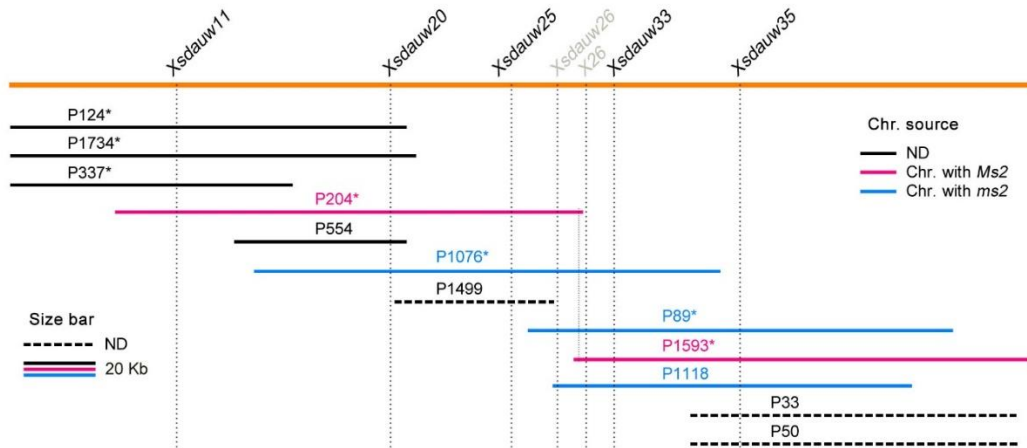 Xsdauw11
Xsdauw20
Xsdauw25
Xsdauw26
X26
Xsdauw33
Xsdauw35
P124*
P1734*
P337*
P204*
P554
P1076*
P1499
P89*
P1593*
P1118
P33
P50
Chr. source
ND
Chr. with Ms2
Chr. with ms2
Size bar
ND
20 Kb